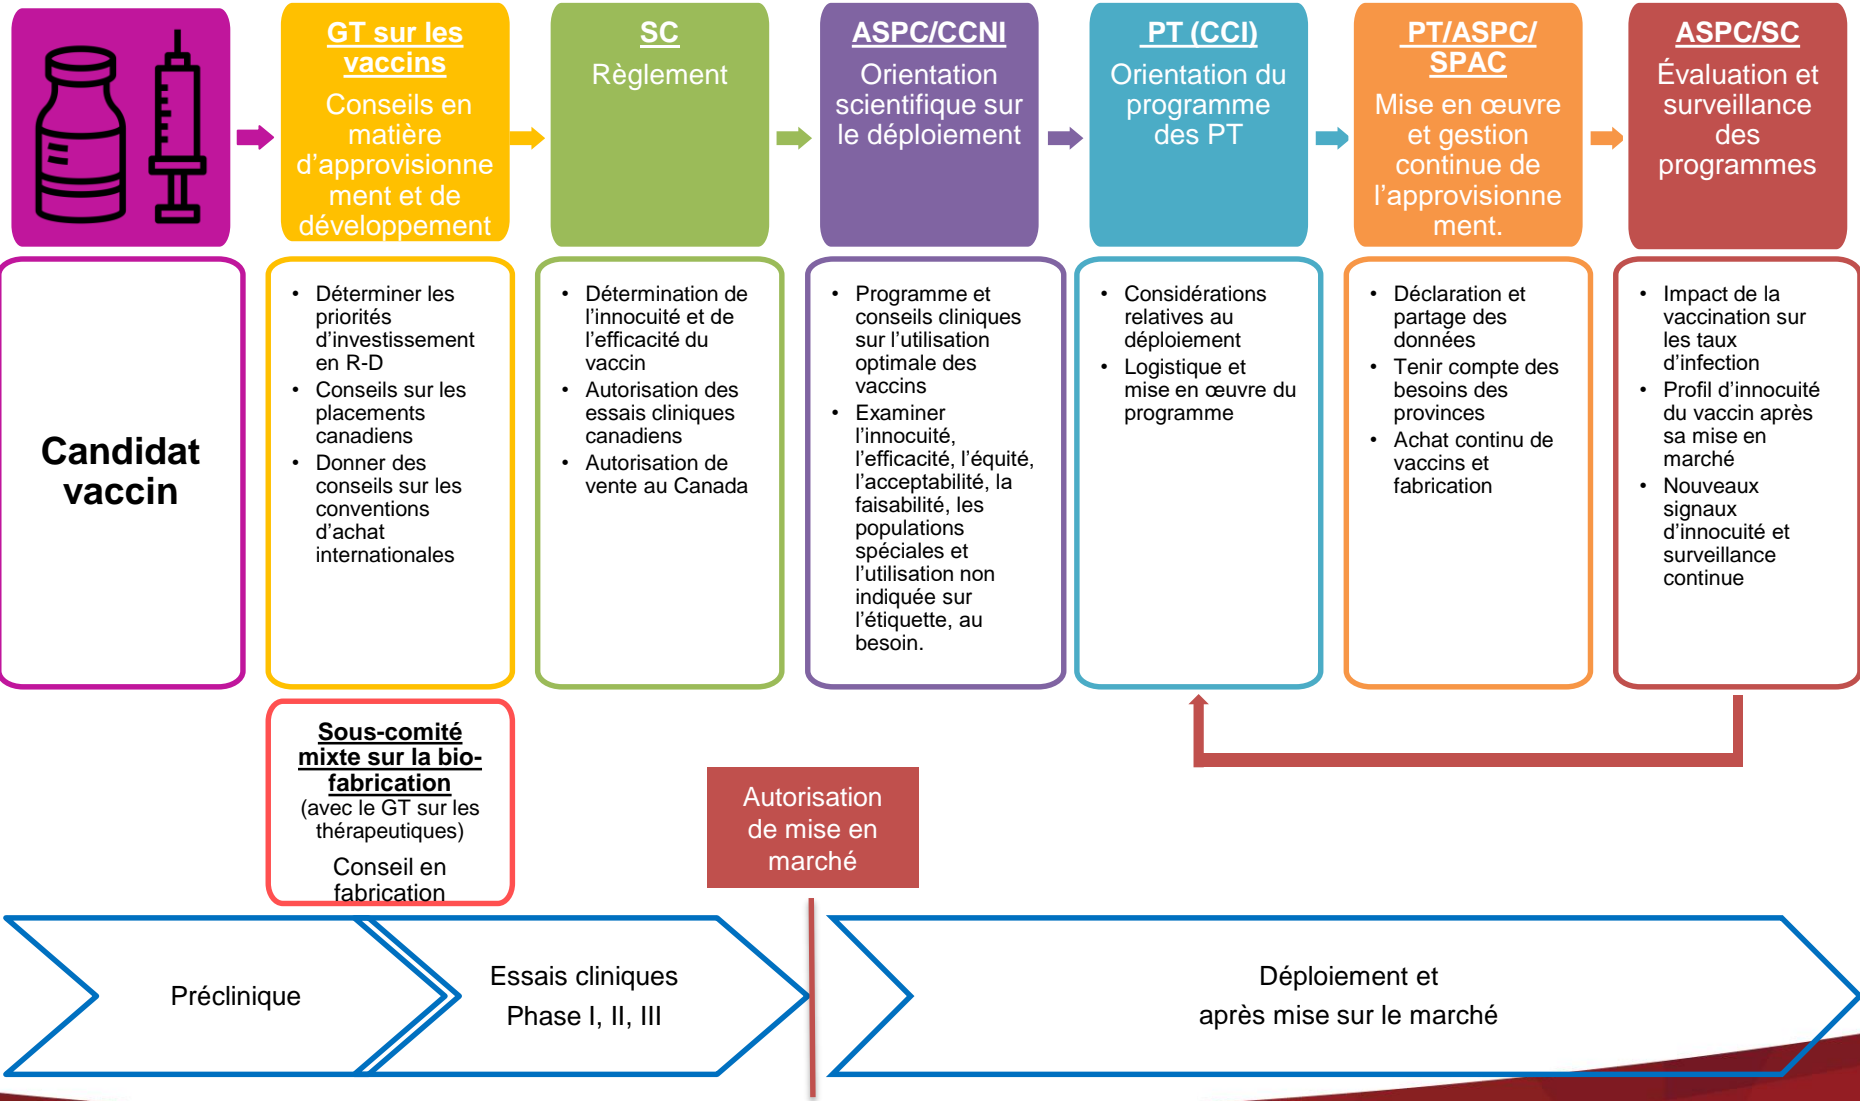 GT sur les
vaccins
Conseils en
matière
d'approvisionne
ment et de
développement
SC
Règlement
ASPC/CCNI
Orientation
scientifique sur
le déploiement
PT (CCI)
Orientation du
programme
des PT
PT/ASPC/
SPAC
Mise en œuvre
et gestion
continue de
l'approvisionne
ment.
ASPC/SC
Évaluation et
surveillance
des
programmes
Candidat
vaccin
• Déterminer les
priorités
d'investissement
en R-D
• Conseils sur les
placements
canadiens
• Donner des
conseils sur les
conventions
d'achat
internationales
• Détermination de
l'innocuité et de
l'efficacité du
vaccin
• Autorisation des
essais cliniques
canadiens
• Autorisation de
vente au Canada
• Programme et
conseils cliniques
sur l'utilisation
optimale des
vaccins
• Examiner
l'innocuité,
l'efficacité, l'équité,
l'acceptabilité, la
faisabilité, les
populations
spéciales et
l'utilisation non
indiquée sur
l'étiquette, au
besoin.
• Considérations
relatives au
déploiement
• Logistique et
mise en œuvre du
programme
• Déclaration et
partage des
données
• Tenir compte des
besoins des
provinces
• Achat continu de
vaccins et
fabrication
• Impact de la
vaccination sur
les taux
d'infection
• Profil d'innocuité
du vaccin après
sa mise en
marché
• Nouveaux
signaux
d'innocuité et
surveillance
continue
Sous-comité
mixte sur la bio-
fabrication
(avec le GT sur les
thérapeutiques)
Conseil en
fabrication
Autorisation
de mise en
marché
Préclinique
Essais cliniques
Phase I, II, III
Déploiement et
après mise sur le marché